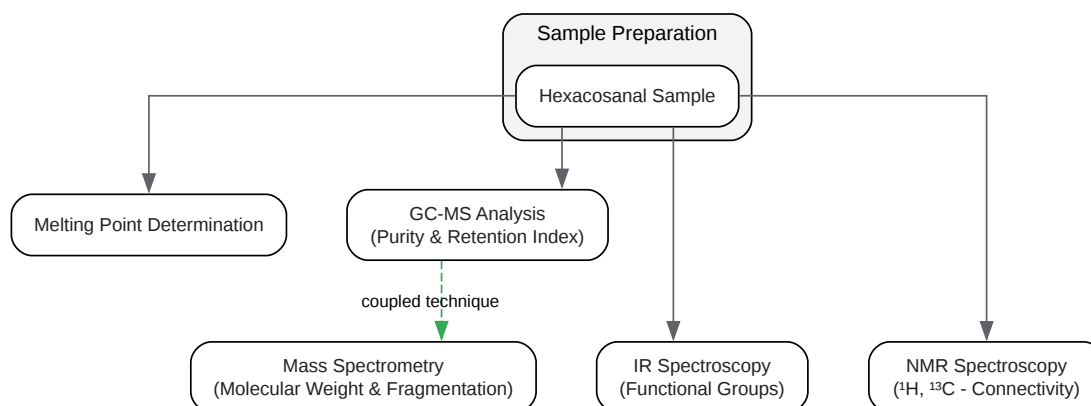 Sample Preparation
Hexacosanal Sample
Melting Point Determination
GC-MS Analysis
(Purity & Retention Index)
coupled technique
Mass Spectrometry
(Molecular Weight & Fragmentation)
IR Spectroscopy
(Functional Groups)
NMR Spectroscopy
(¹H, ¹³C - Connectivity)